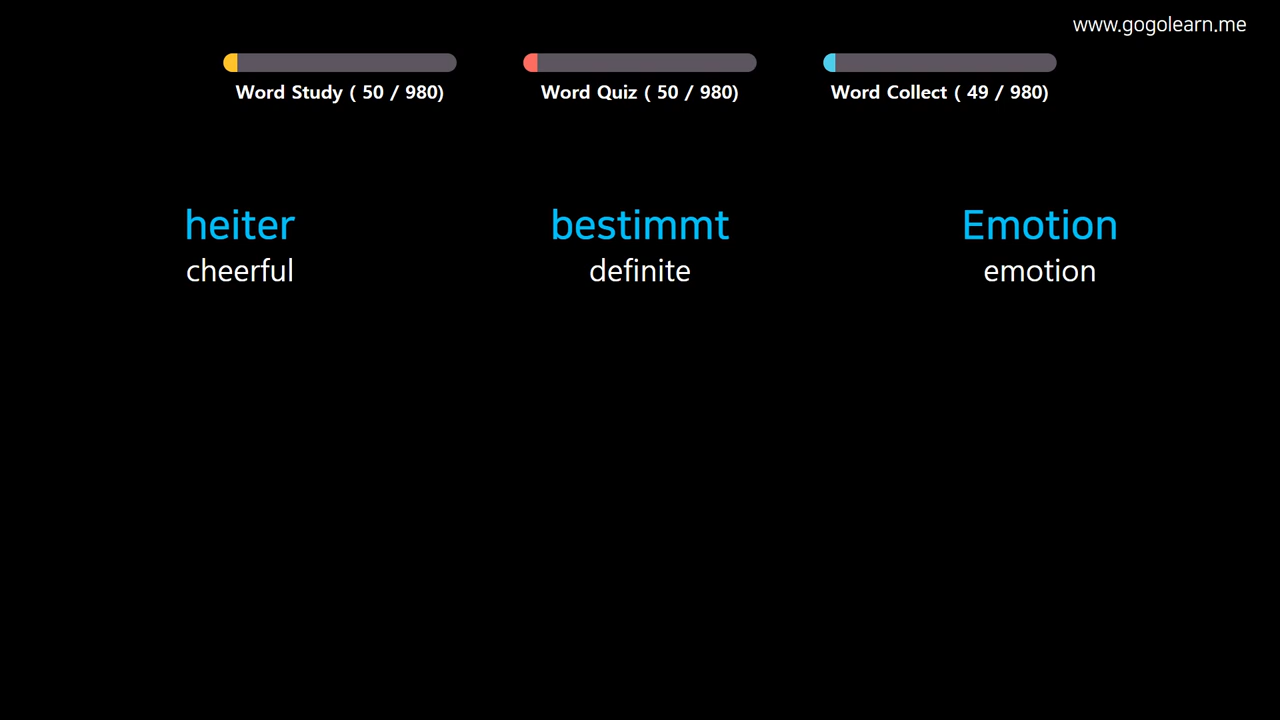 www.gogolearn.me
Word Study ( 50 / 980)
Word Quiz ( 50 / 980)
Word Collect ( 49 / 980)
heiter
cheerful
bestimmt
definite
Emotion
emotion